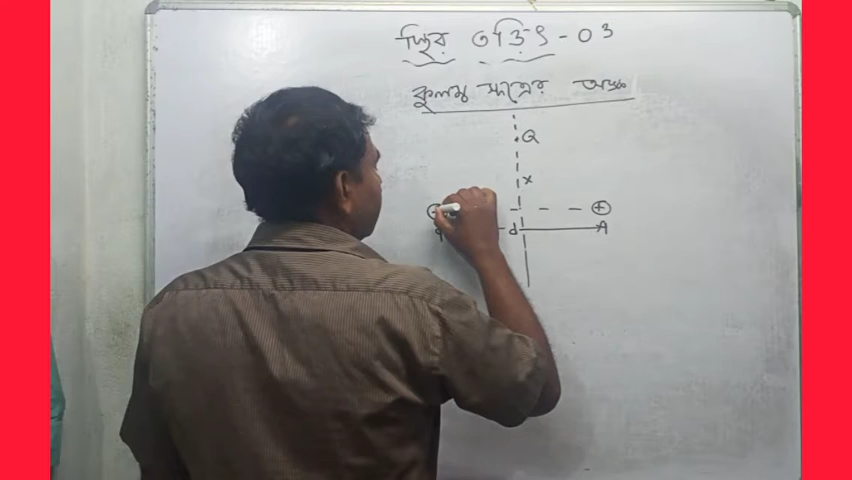 স্থির তড়িৎ - 03
কুলম্ব সূত্রের অঙ্ক
Q
x
+
q d A